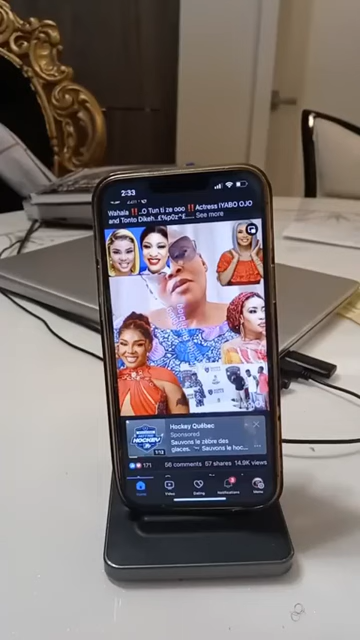 2:33
Wahala ‼️..O Tun ti ze ooo ‼️Actress IYABO OJO
and Tonto Dikeh..£%p0z^£..... See more
Hockey Québec
Sponsored
Sauvons le zèbre des
glaces. Sauvons le hoc...
HOCKEY
1:12
171
56 comments 57 shares 14.9K views
Home
Video
Dating
Notifications
Menu